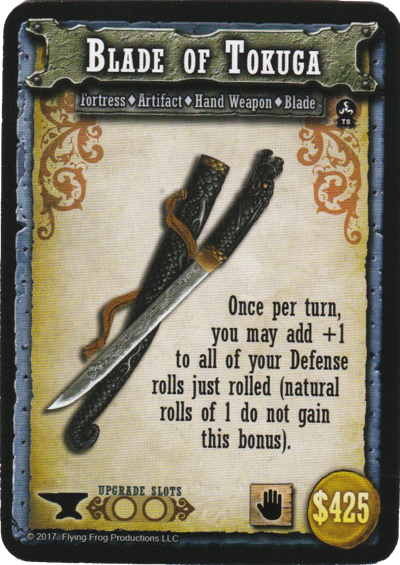 Blade of Tokuga
Fortress ◆ Artifact ◆ Hand Weapon ◆ Blade
TS
Once per turn,
you may add +1
to all of your Defense
rolls just rolled (natural
rolls of 1 do not gain
this bonus).
UPGRADE SLOTS
$425
© 2017 Flying Frog Productions LLC